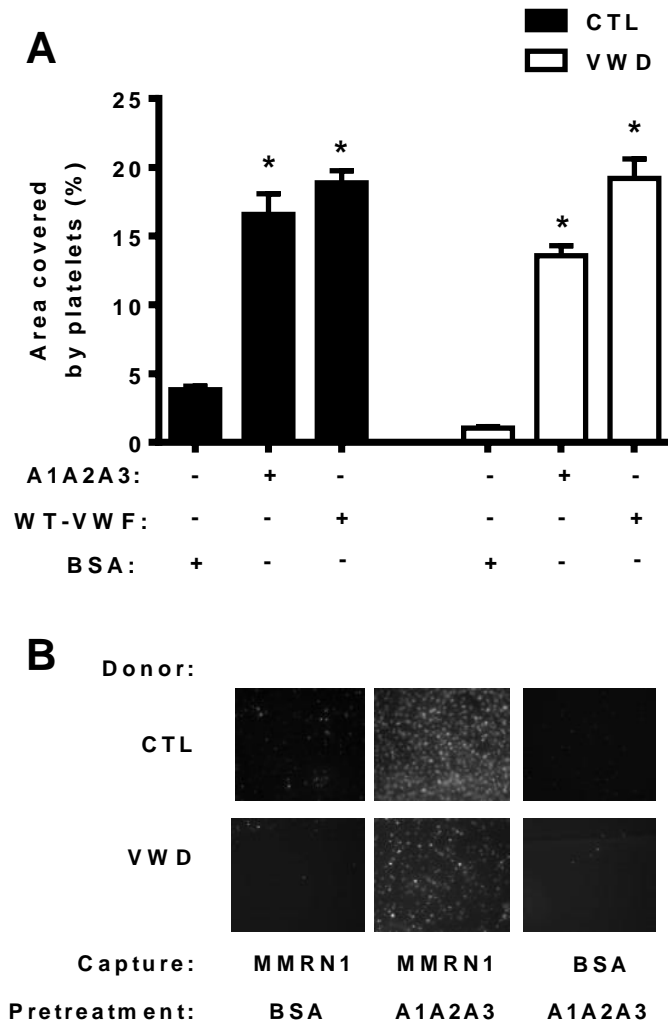 CTL
VWD
A
25
20
15
10
5
0
Area covered
by platelets (%)
* * * *
A1A2A3: - + - - + -
WT-VWF: - - + - - +
BSA: + - - + - -
B
Donor:
CTL
VWD
Capture: MMRN1 MMRN1 BSA
Pretreatment: BSA A1A2A3 A1A2A3